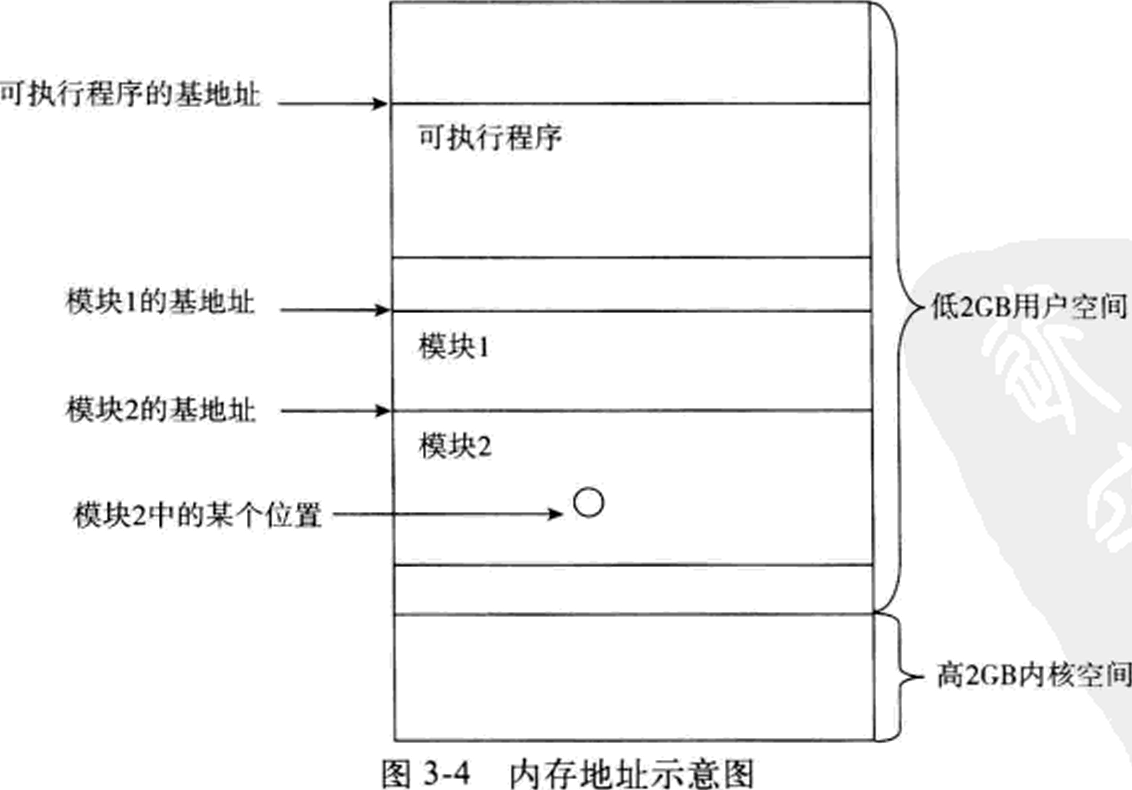 可执行程序的基地址
可执行程序
模块1的基地址
低2GB用户空间
模块1
模块2的基地址
模块2
模块2中的某个位置
高2GB内核空间
图 3-4 内存地址示意图